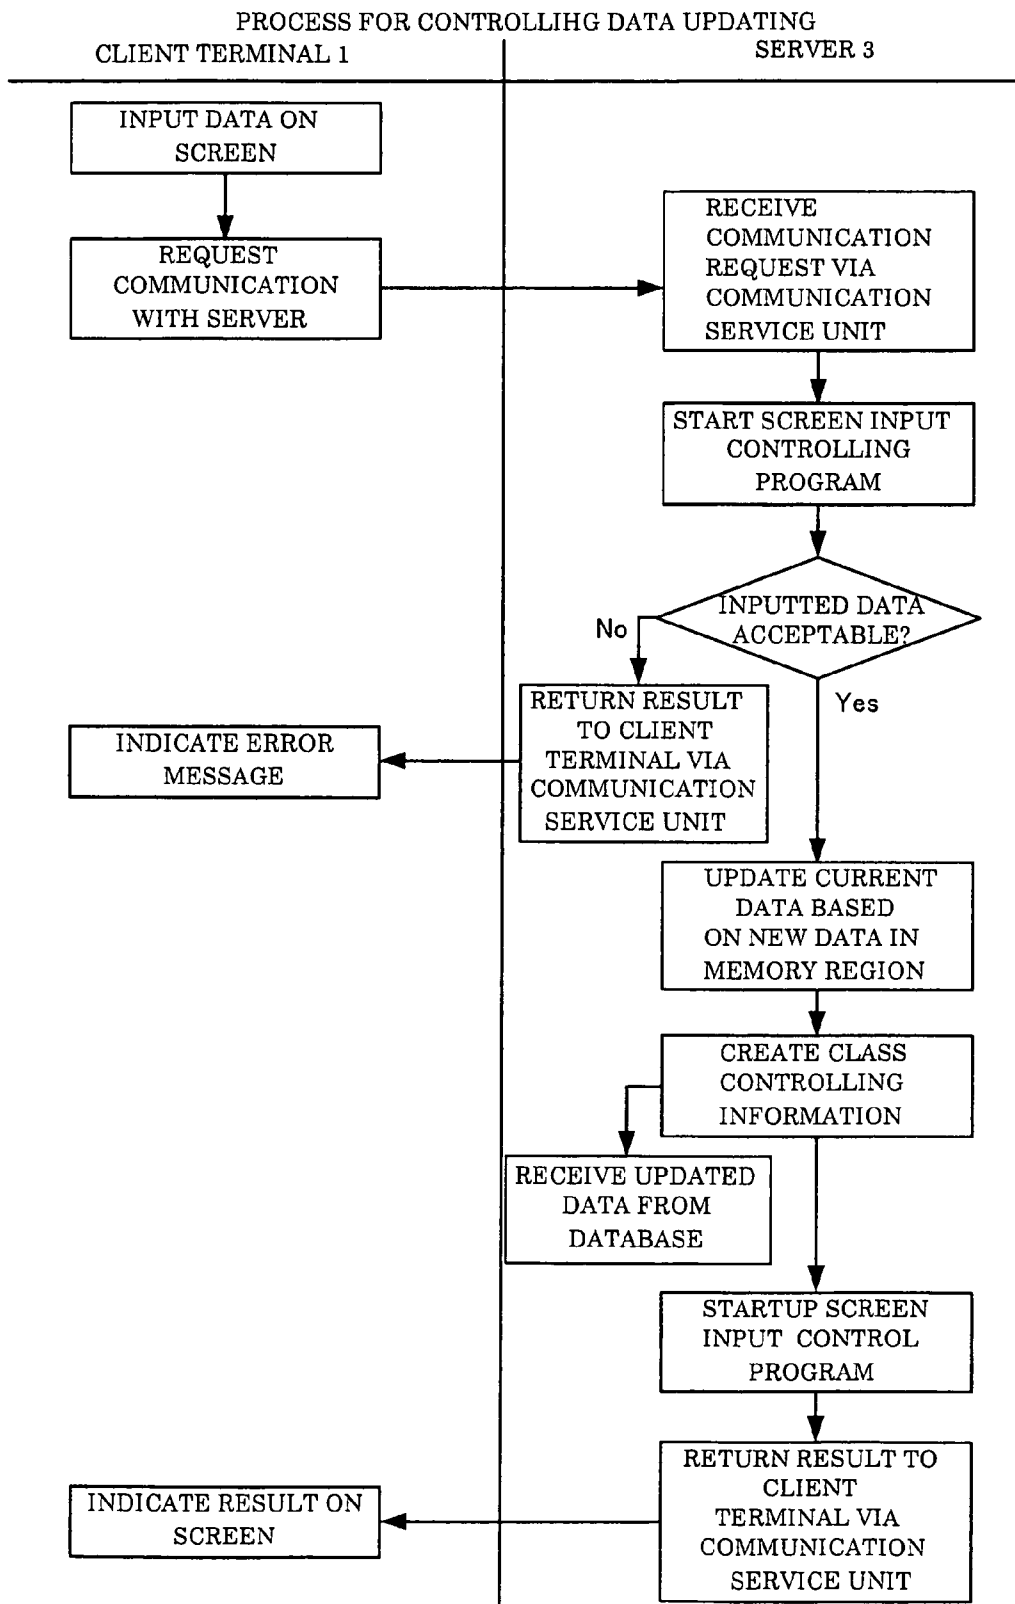 PROCESS FOR CONTROLLIHG DATA UPDATING
CLIENT TERMINAL 1
SERVER 3
INPUT DATA ON
SCREEN
REQUEST
COMMUNICATION
WITH SERVER
RECEIVE
COMMUNICATION
REQUEST VIA
COMMUNICATION
SERVICE UNIT
START SCREEN INPUT
CONTROLLING
PROGRAM
INPUTTED DATA
ACCEPTABLE?
No
Yes
RETURN RESULT
TO CLIENT
TERMINAL VIA
COMMUNICATION
SERVICE UNIT
INDICATE ERROR
MESSAGE
UPDATE CURRENT
DATA BASED
ON NEW DATA IN
MEMORY REGION
CREATE CLASS
CONTROLLING
INFORMATION
RECEIVE UPDATED
DATA FROM
DATABASE
STARTUP SCREEN
INPUT CONTROL
PROGRAM
RETURN RESULT TO
CLIENT
TERMINAL VIA
COMMUNICATION
SERVICE UNIT
INDICATE RESULT ON
SCREEN